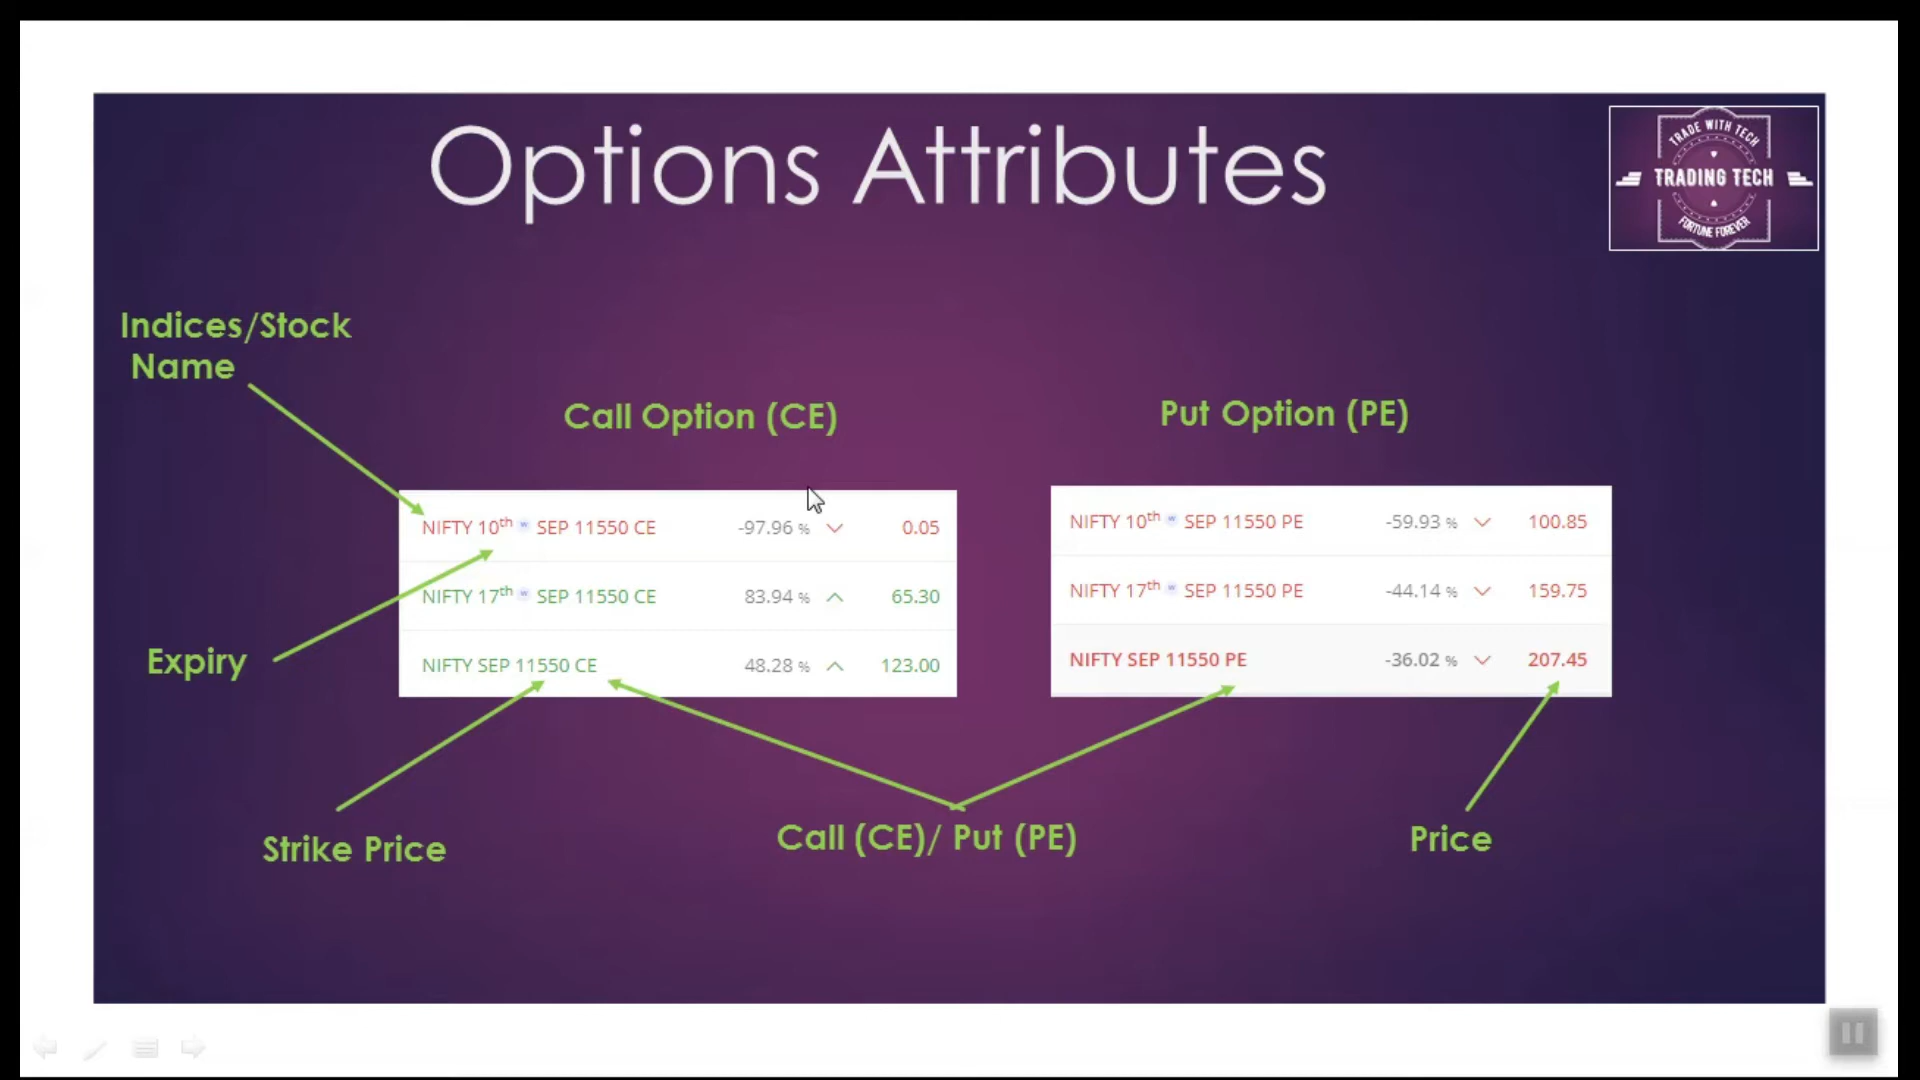 Options Attributes
TRADE WITH TECH
TRADING TECH
FORTUNE FOREVER
Indices/Stock
Name
Call Option (CE)
Put Option (PE)
NIFTY 10th w SEP 11550 CE -97.96 % 0.05
NIFTY 17th w SEP 11550 CE 83.94 % 65.30
NIFTY SEP 11550 CE 48.28 % 123.00
NIFTY 10th w SEP 11550 PE -59.93 % 100.85
NIFTY 17th w SEP 11550 PE -44.14 % 159.75
NIFTY SEP 11550 PE -36.02 % 207.45
Expiry
Strike Price
Call (CE)/ Put (PE)
Price